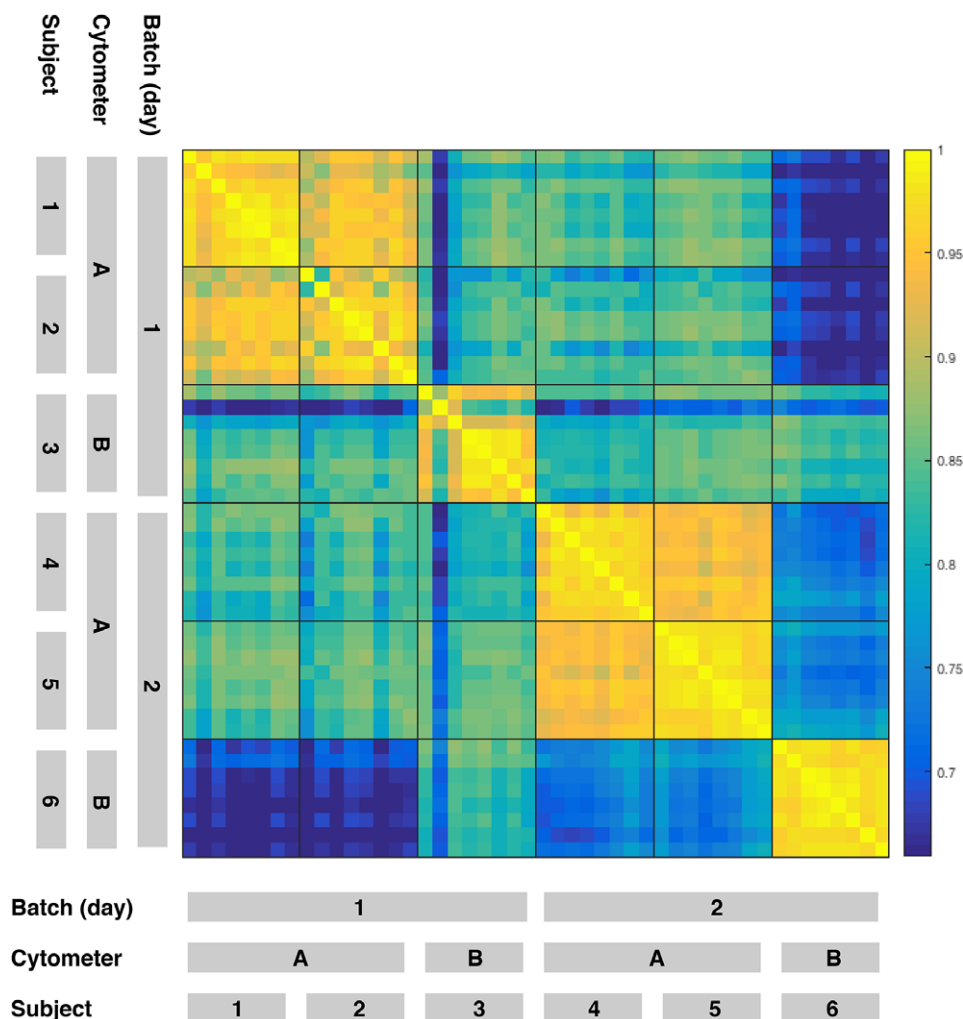 Subject
Cytometer
Batch (day)
1
2
3
4
5
6
A
B
A
B
1
2
1
0.95
0.9
0.85
0.8
0.75
0.7
Batch (day) 1 2
Cytometer A B A B
Subject 1 2 3 4 5 6